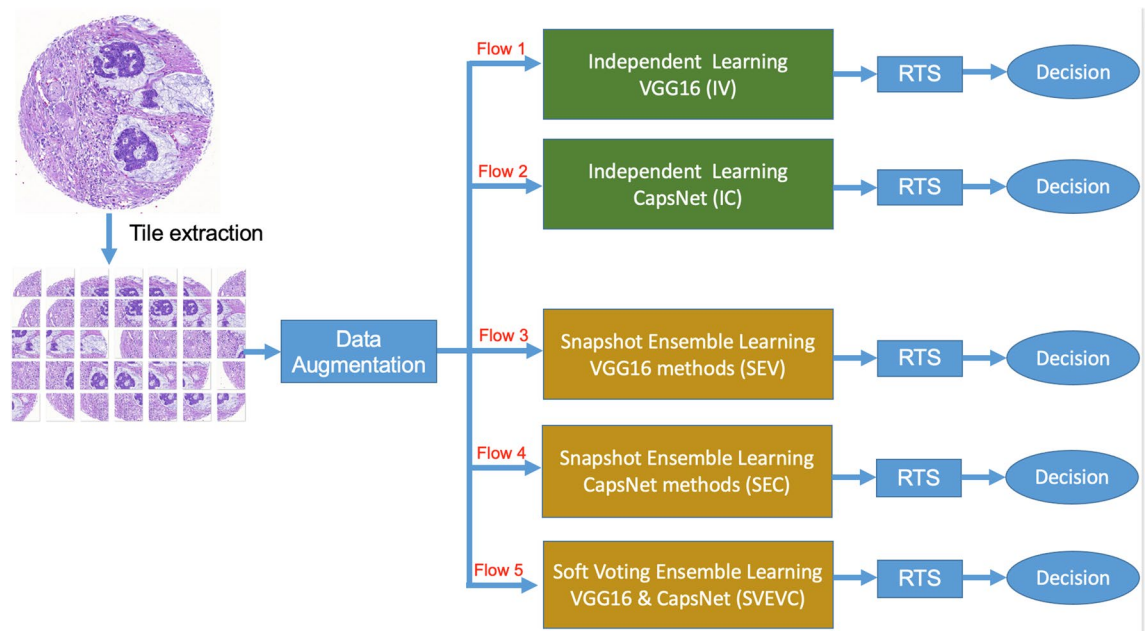 Tile extraction
Data
Augmentation
Flow 1
Independent Learning
VGG16 (IV)
RTS
Decision
Flow 2
Independent Learning
CapsNet (IC)
RTS
Decision
Flow 3
Snapshot Ensemble Learning
VGG16 methods (SEV)
RTS
Decision
Flow 4
Snapshot Ensemble Learning
CapsNet methods (SEC)
RTS
Decision
Flow 5
Soft Voting Ensemble Learning
VGG16 & CapsNet (SVEVC)
RTS
Decision